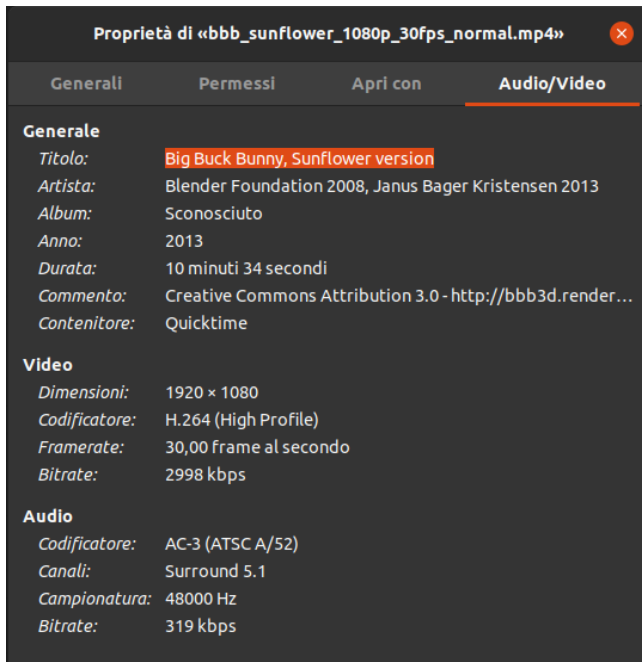 Proprietà di «bbb_sunflower_1080p_30fps_normal.mp4»
Generali Permessi Apri con Audio/Video
Generale
Titolo: Big Buck Bunny, Sunflower version
Artista: Blender Foundation 2008, Janus Bager Kristensen 2013
Album: Sconosciuto
Anno: 2013
Durata: 10 minuti 34 secondi
Commento: Creative Commons Attribution 3.0 - http://bbb3d.render…
Contenitore: Quicktime
Video
Dimensioni: 1920 × 1080
Codificatore: H.264 (High Profile)
Framerate: 30,00 frame al secondo
Bitrate: 2998 kbps
Audio
Codificatore: AC-3 (ATSC A/52)
Canali: Surround 5.1
Campionatura: 48000 Hz
Bitrate: 319 kbps